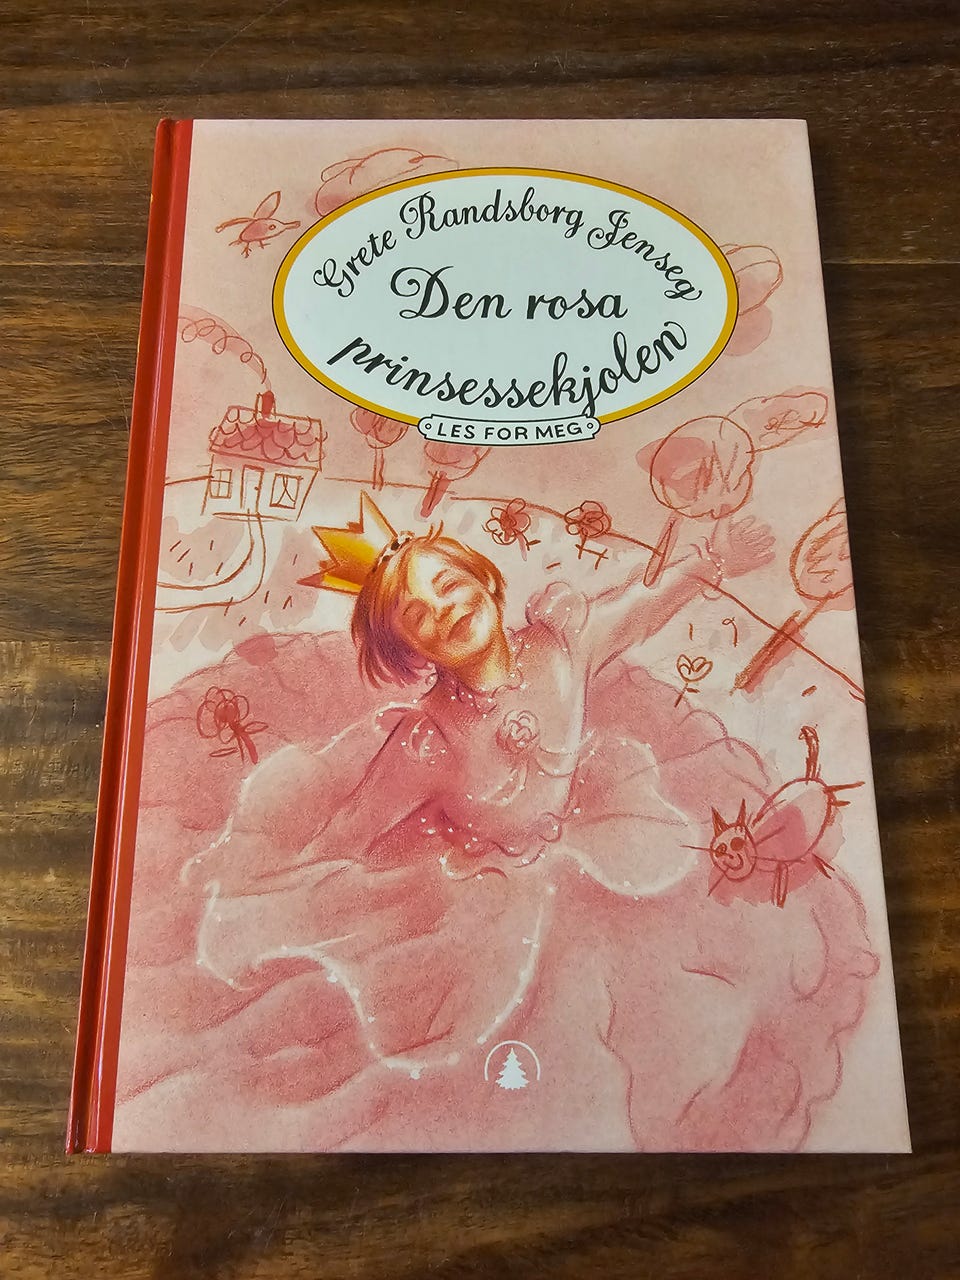 Grete Randsborg Jenseg
Den rosa
prinsessekjolen
LES FOR MEG